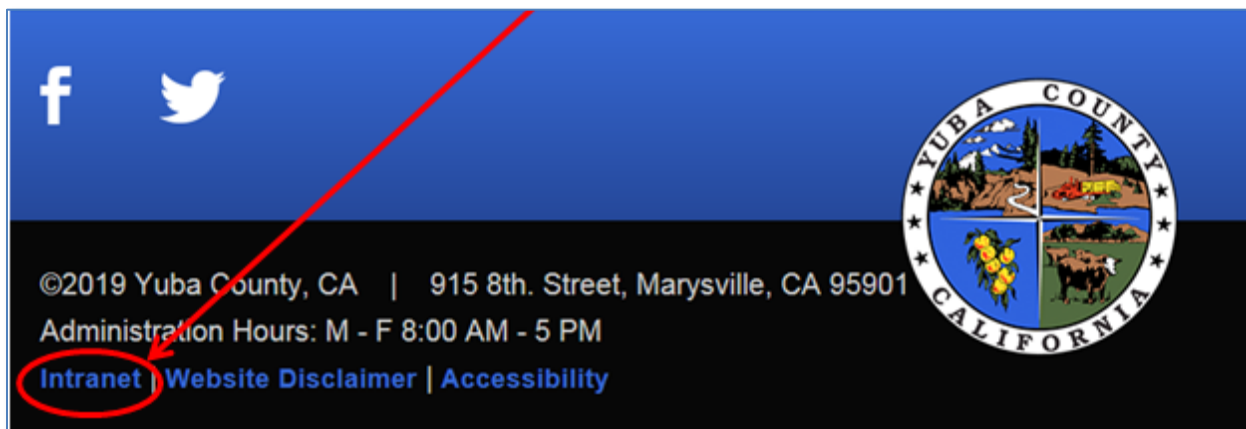 YUBA COUNTY
CALIFORNIA
©2019 Yuba County, CA | 915 8th. Street, Marysville, CA 95901
Administration Hours: M - F 8:00 AM - 5 PM
Intranet | Website Disclaimer | Accessibility